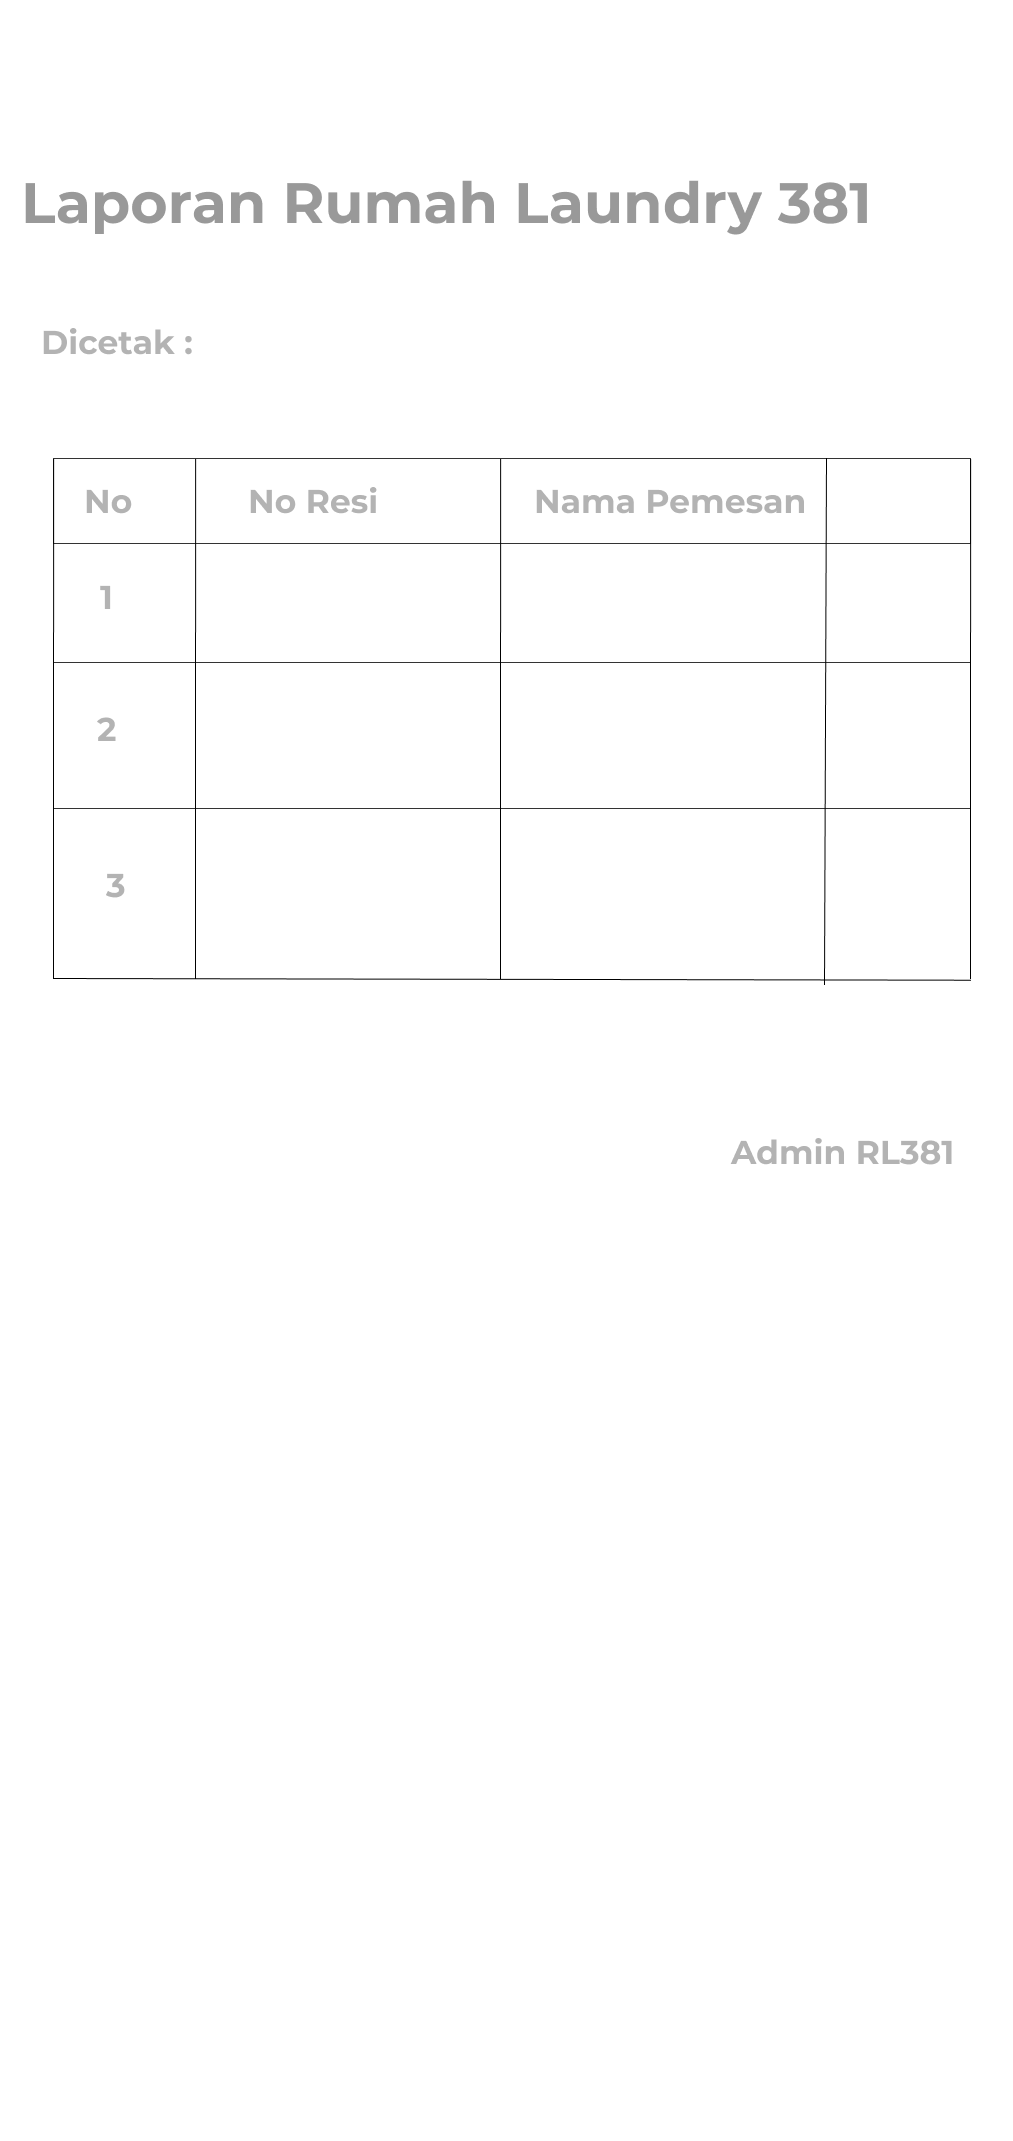 Laporan Rumah Laundry 381
Dicetak :
No No Resi Nama Pemesan
1
2
3
Admin RL381